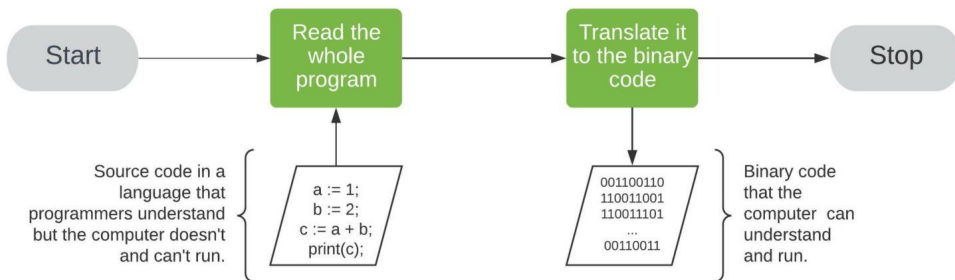 Start
Read the
whole
program
Translate it
to the binary
code
Stop
Source code in a
language that
programmers understand
but the computer doesn't
and can't run.
a := 1;
b := 2;
c := a + b;
print(c);
001100110
110011001
110011101
...
00110011
Binary code
that the
computer can
understand
and run.